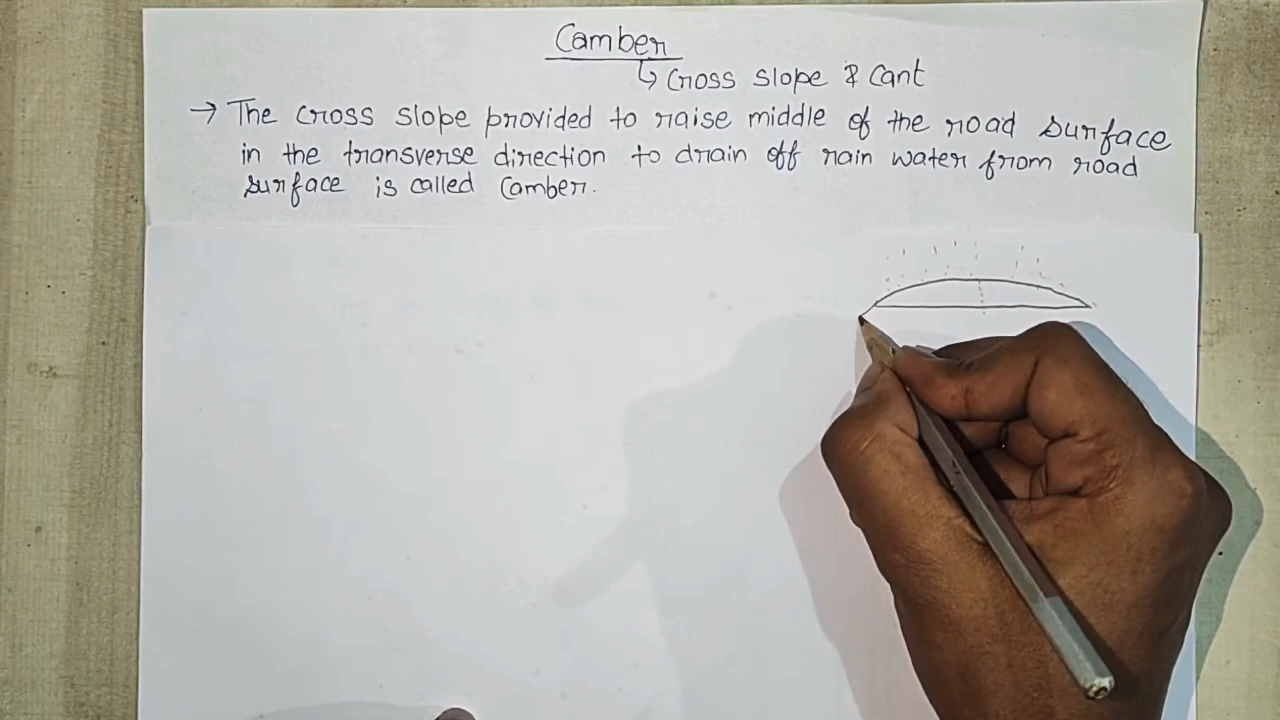 Camber
↳ Cross slope & Cant
→ The cross slope provided to raise middle of the road surface
in the transverse direction to drain off rain water from road
surface is called Camber.